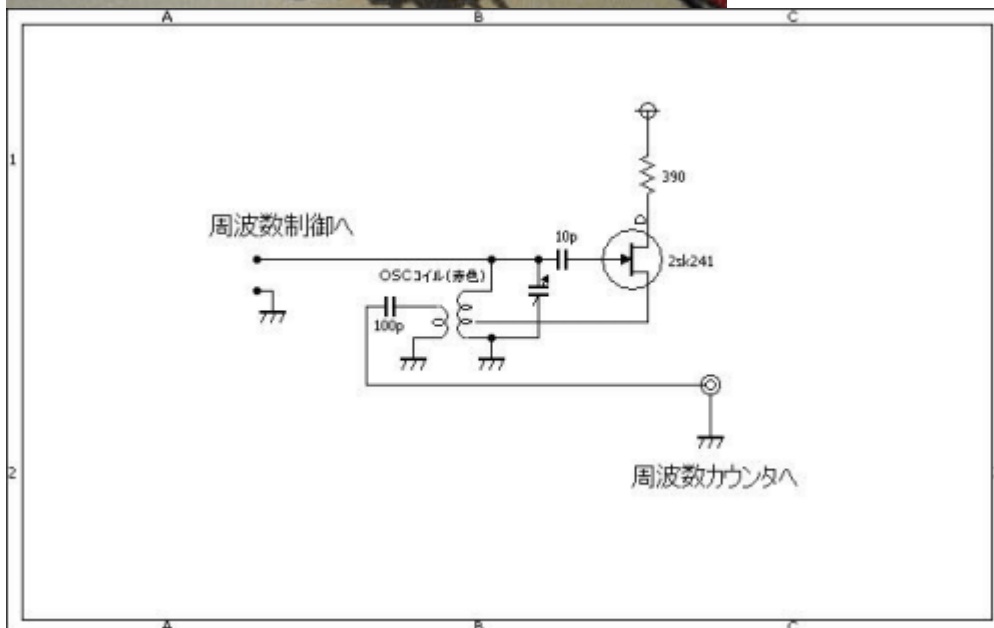 A B C
1
390
D
周波数制御へ
10p
2sk241
OSCコイル(赤色)
100p
周波数カウンタへ
2
A B C